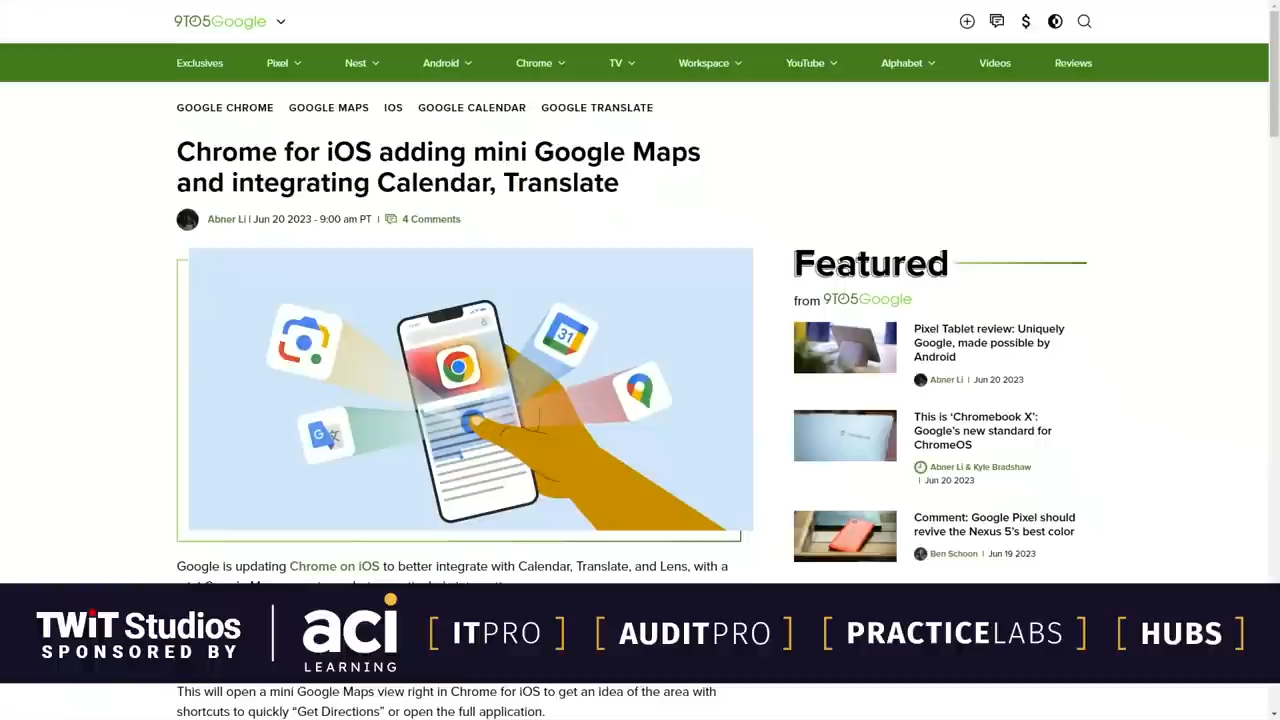 9TO5Google
Exclusives Pixel Nest Android Chrome TV Workspace YouTube Alphabet Videos Reviews
GOOGLE CHROME GOOGLE MAPS IOS GOOGLE CALENDAR GOOGLE TRANSLATE
Chrome for iOS adding mini Google Maps
and integrating Calendar, Translate
Abner Li | Jun 20 2023 - 9:00 am PT | 4 Comments
31
G
Featured
from 9TO5Google
Pixel Tablet review: Uniquely
Google, made possible by
Android
Abner Li | Jun 20 2023
This is ‘Chromebook X’:
Google’s new standard for
ChromeOS
Abner Li & Kyle Bradshaw
| Jun 20 2023
Comment: Google Pixel should
revive the Nexus 5’s best color
Ben Schoon | Jun 19 2023
Google is updating Chrome on iOS to better integrate with Calendar, Translate, and Lens, with a
TWiT Studios
SPONSORED BY
aci
LEARNING
[ ITPRO ] [ AUDITPRO ] [ PRACTICELABS ] [ HUBS ]
This will open a mini Google Maps view right in Chrome for iOS to get an idea of the area with
shortcuts to quickly “Get Directions” or open the full application.